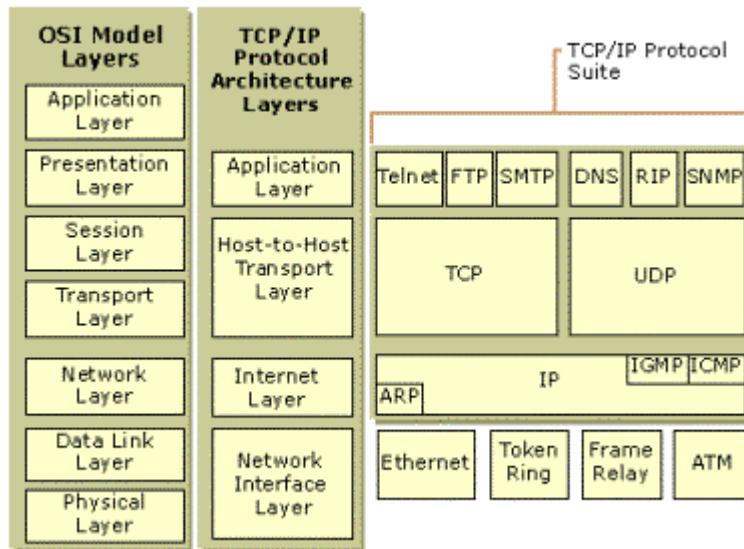 OSI Model
Layers
Application
Layer
Presentation
Layer
Session
Layer
Transport
Layer
Network
Layer
Data Link
Layer
Physical
Layer
TCP/IP
Protocol
Architecture
Layers
Application
Layer
Host-to-Host
Transport
Layer
Internet
Layer
Network
Interface
Layer
TCP/IP Protocol
Suite
Telnet
FTP
SMTP
DNS
RIP
SNMP
TCP
UDP
IP
IGMP
ICMP
ARP
Ethernet
Token
Ring
Frame
Relay
ATM